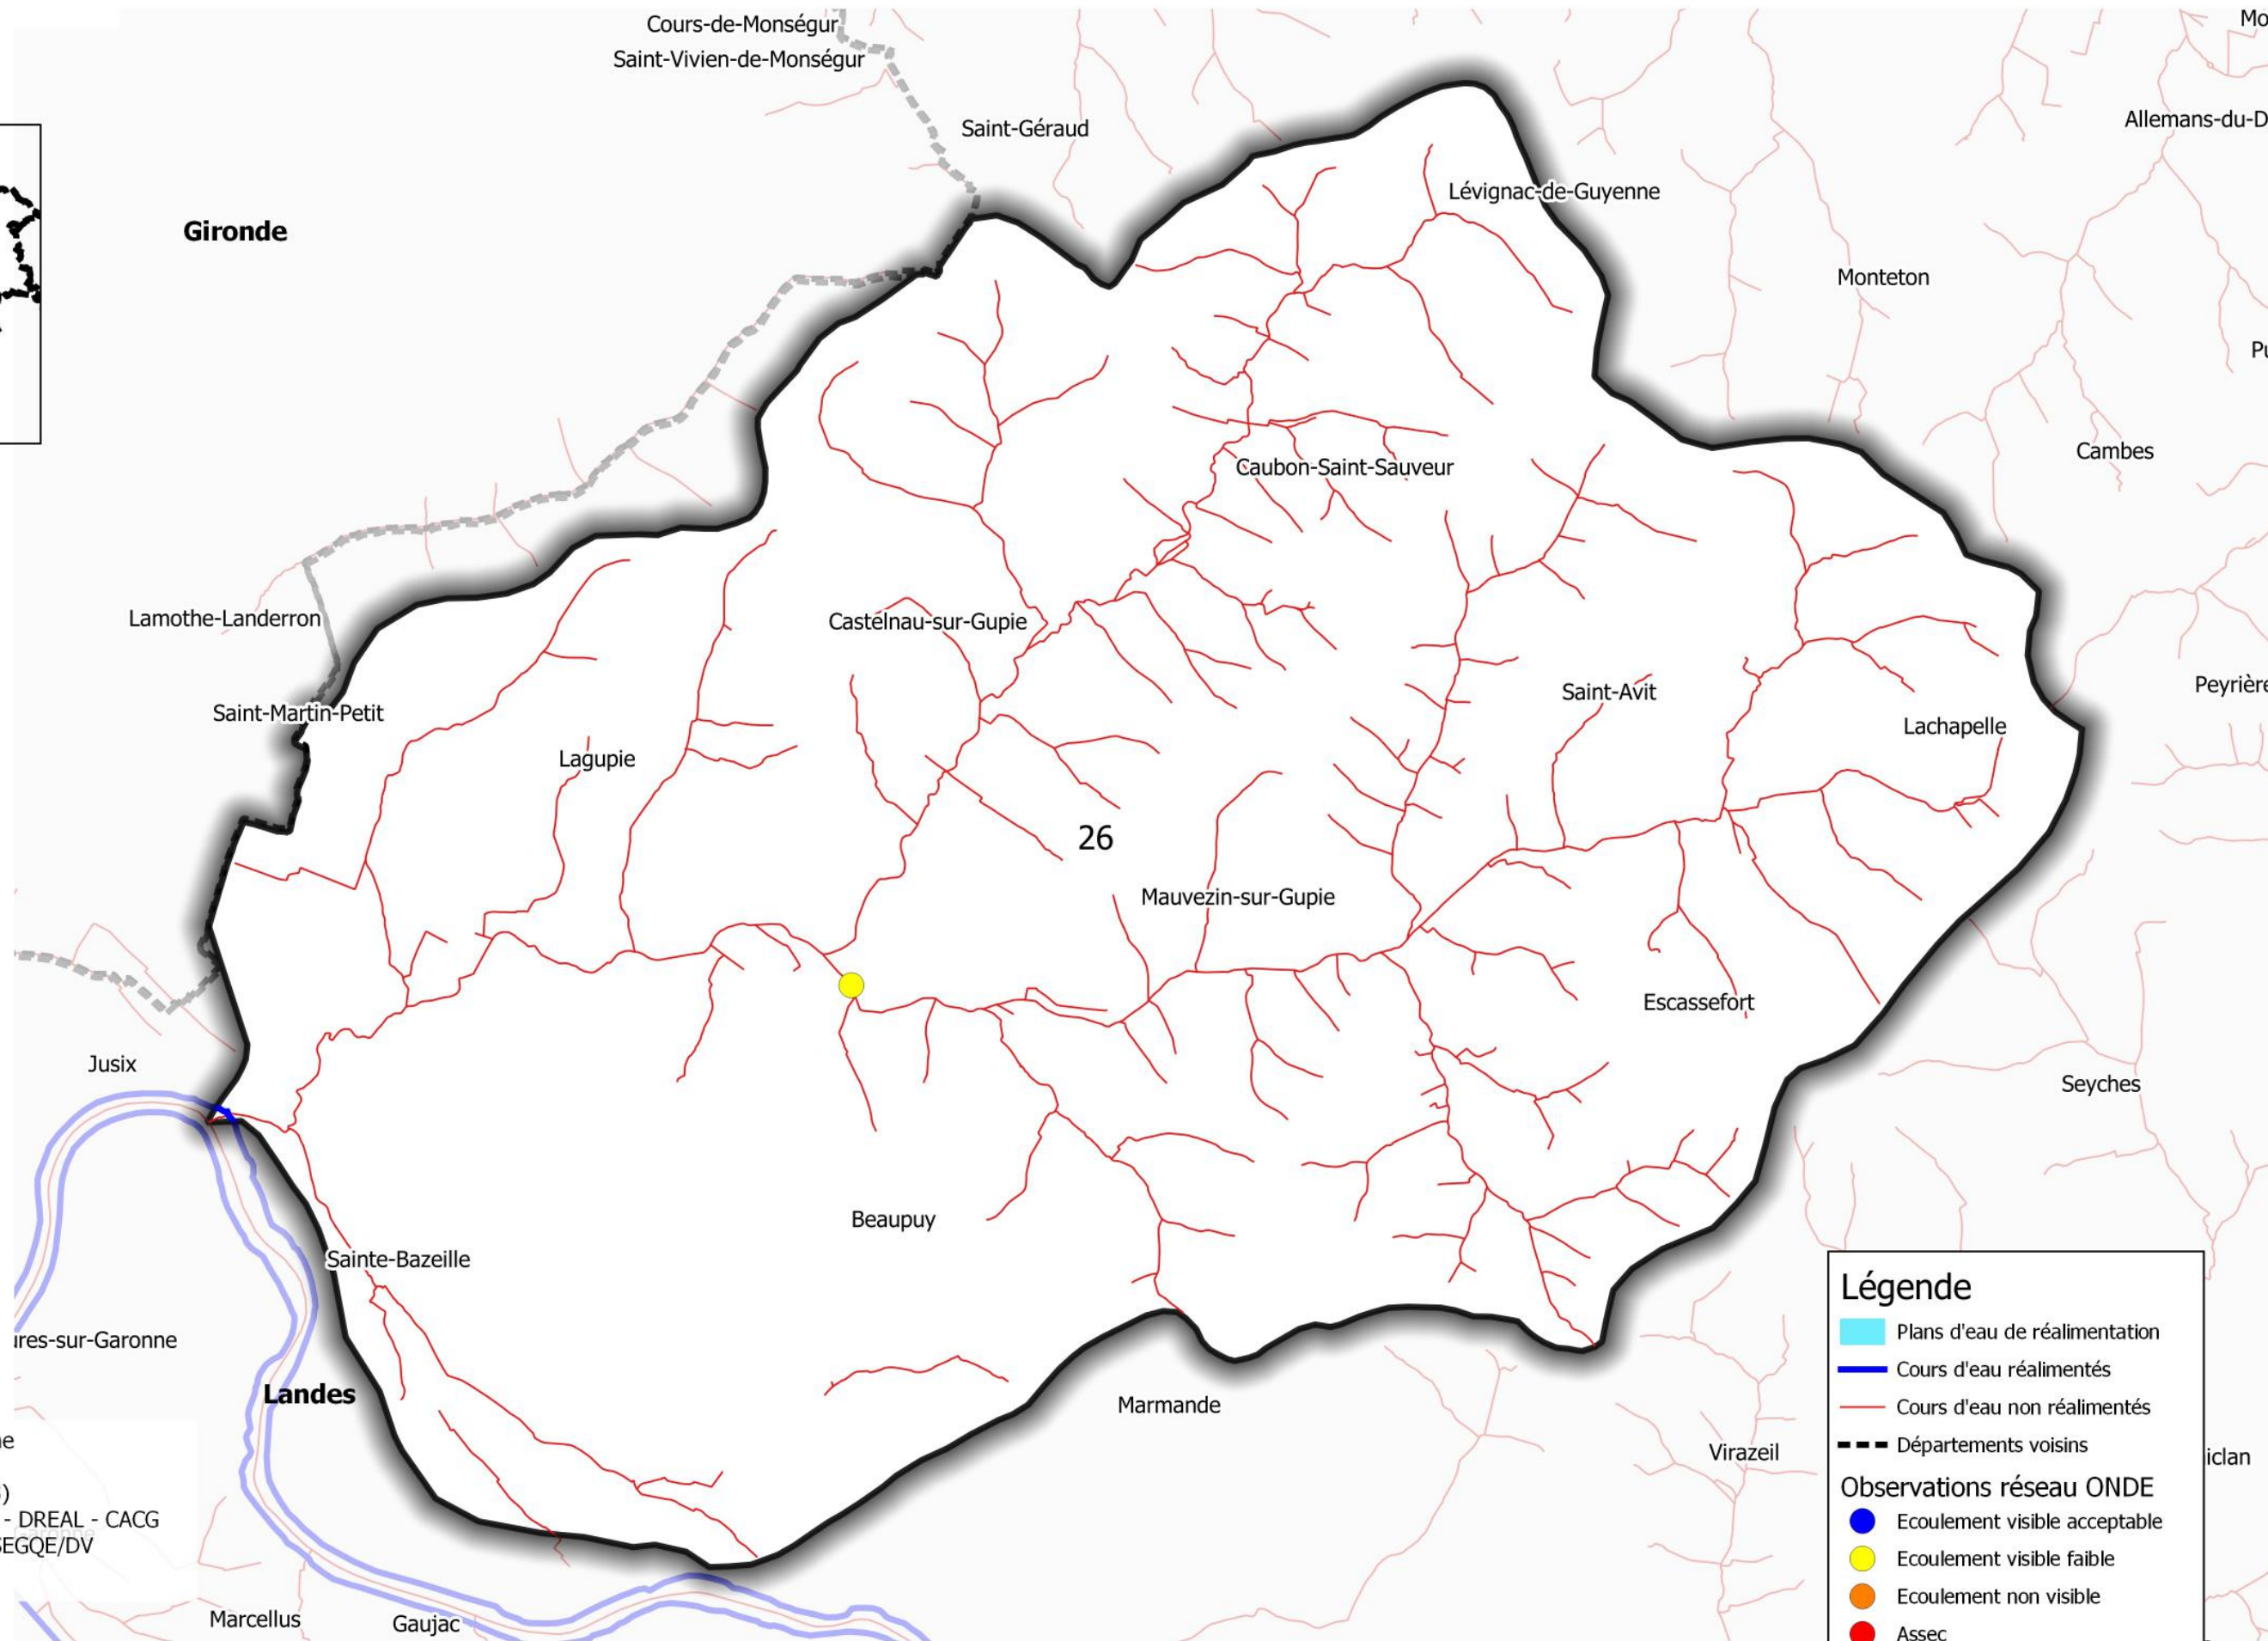 Cours-de-Monségur
Saint-Vivien-de-Monségur
Saint-Géraud
Gironde
Lévignac-de-Guyenne
Monteton
Cambes
Caubon-Saint-Sauveur
Lamothe-Landerron
Castelnau-sur-Gupie
Saint-Martin-Petit
Saint-Avit
Lachapelle
Lagupie
26
Mauvezin-sur-Gupie
Escassefort
Jusix
Seyches
Beaupuy
Sainte-Bazeille
ures-sur-Garonne
Landes
Marmande
Virazeil
iclan
- DREAL - CACG
SEGQE/DV
Marcellus
Gaujac
Légende
Plans d'eau de réalimentation
Cours d'eau réalimentés
Cours d'eau non réalimentés
Départements voisins
Observations réseau ONDE
Ecoulement visible acceptable
Ecoulement visible faible
Ecoulement non visible
Assec